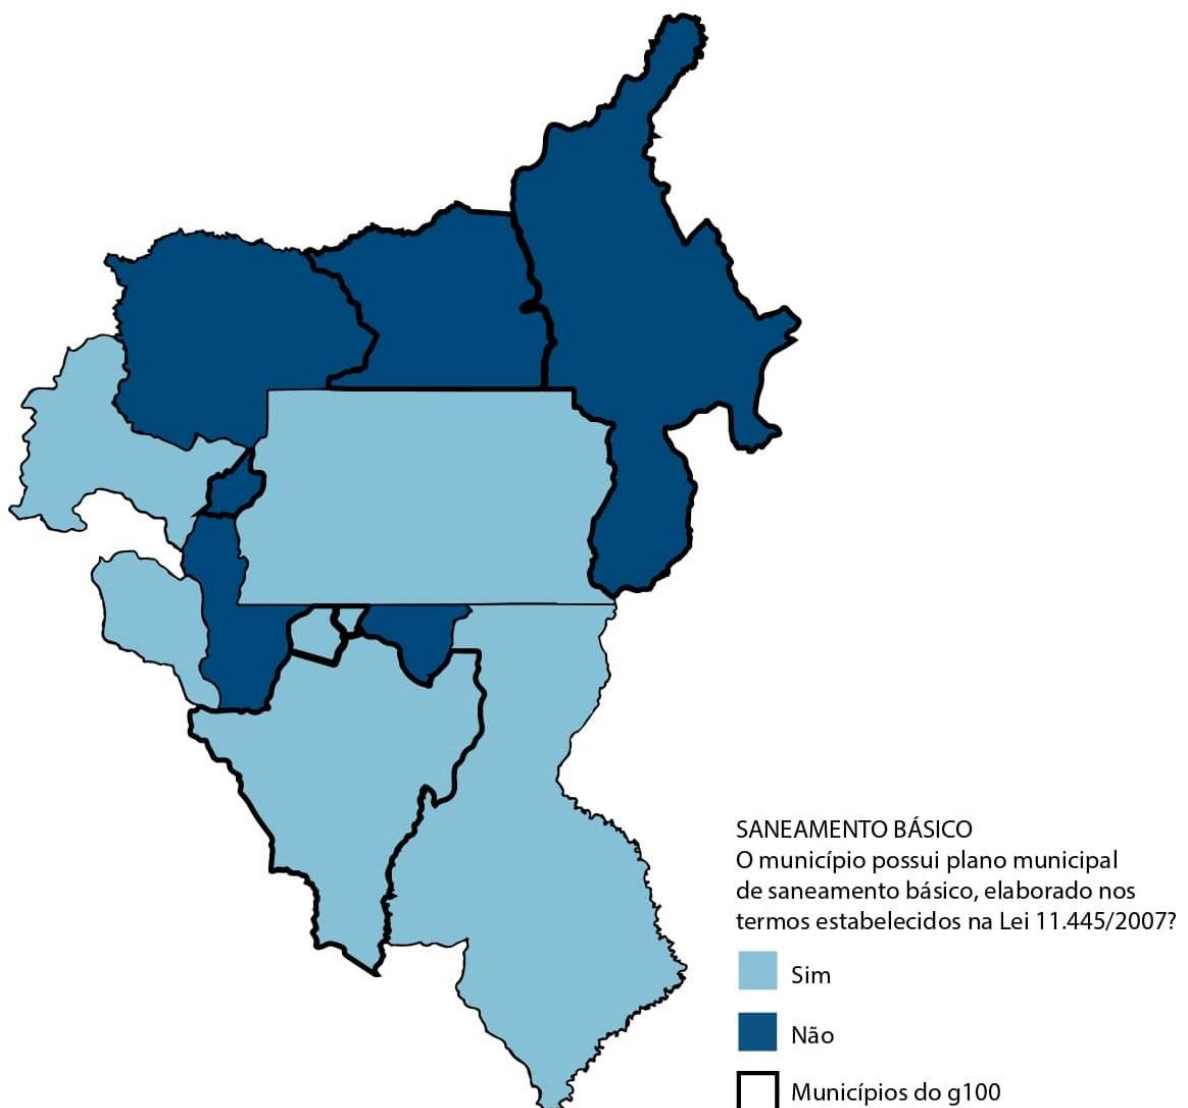 SANEAMENTO BÁSICO
O município possui plano municipal
de saneamento básico, elaborado nos
termos estabelecidos na Lei 11.445/2007?
Sim
Não
Municípios do g100